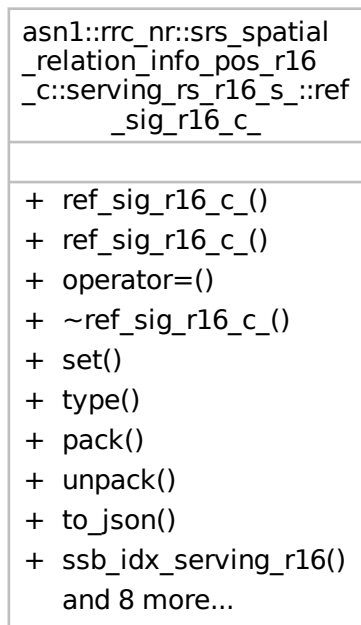 asn1::rrc_nr::srs_spatial
_relation_info_pos_r16
_c::serving_rs_r16_s_::ref
_sig_r16_c_
+ ref_sig_r16_c_()
+ ref_sig_r16_c_()
+ operator=()
+ ~ref_sig_r16_c_()
+ set()
+ type()
+ pack()
+ unpack()
+ to_json()
+ ssb_idx_serving_r16()
and 8 more...